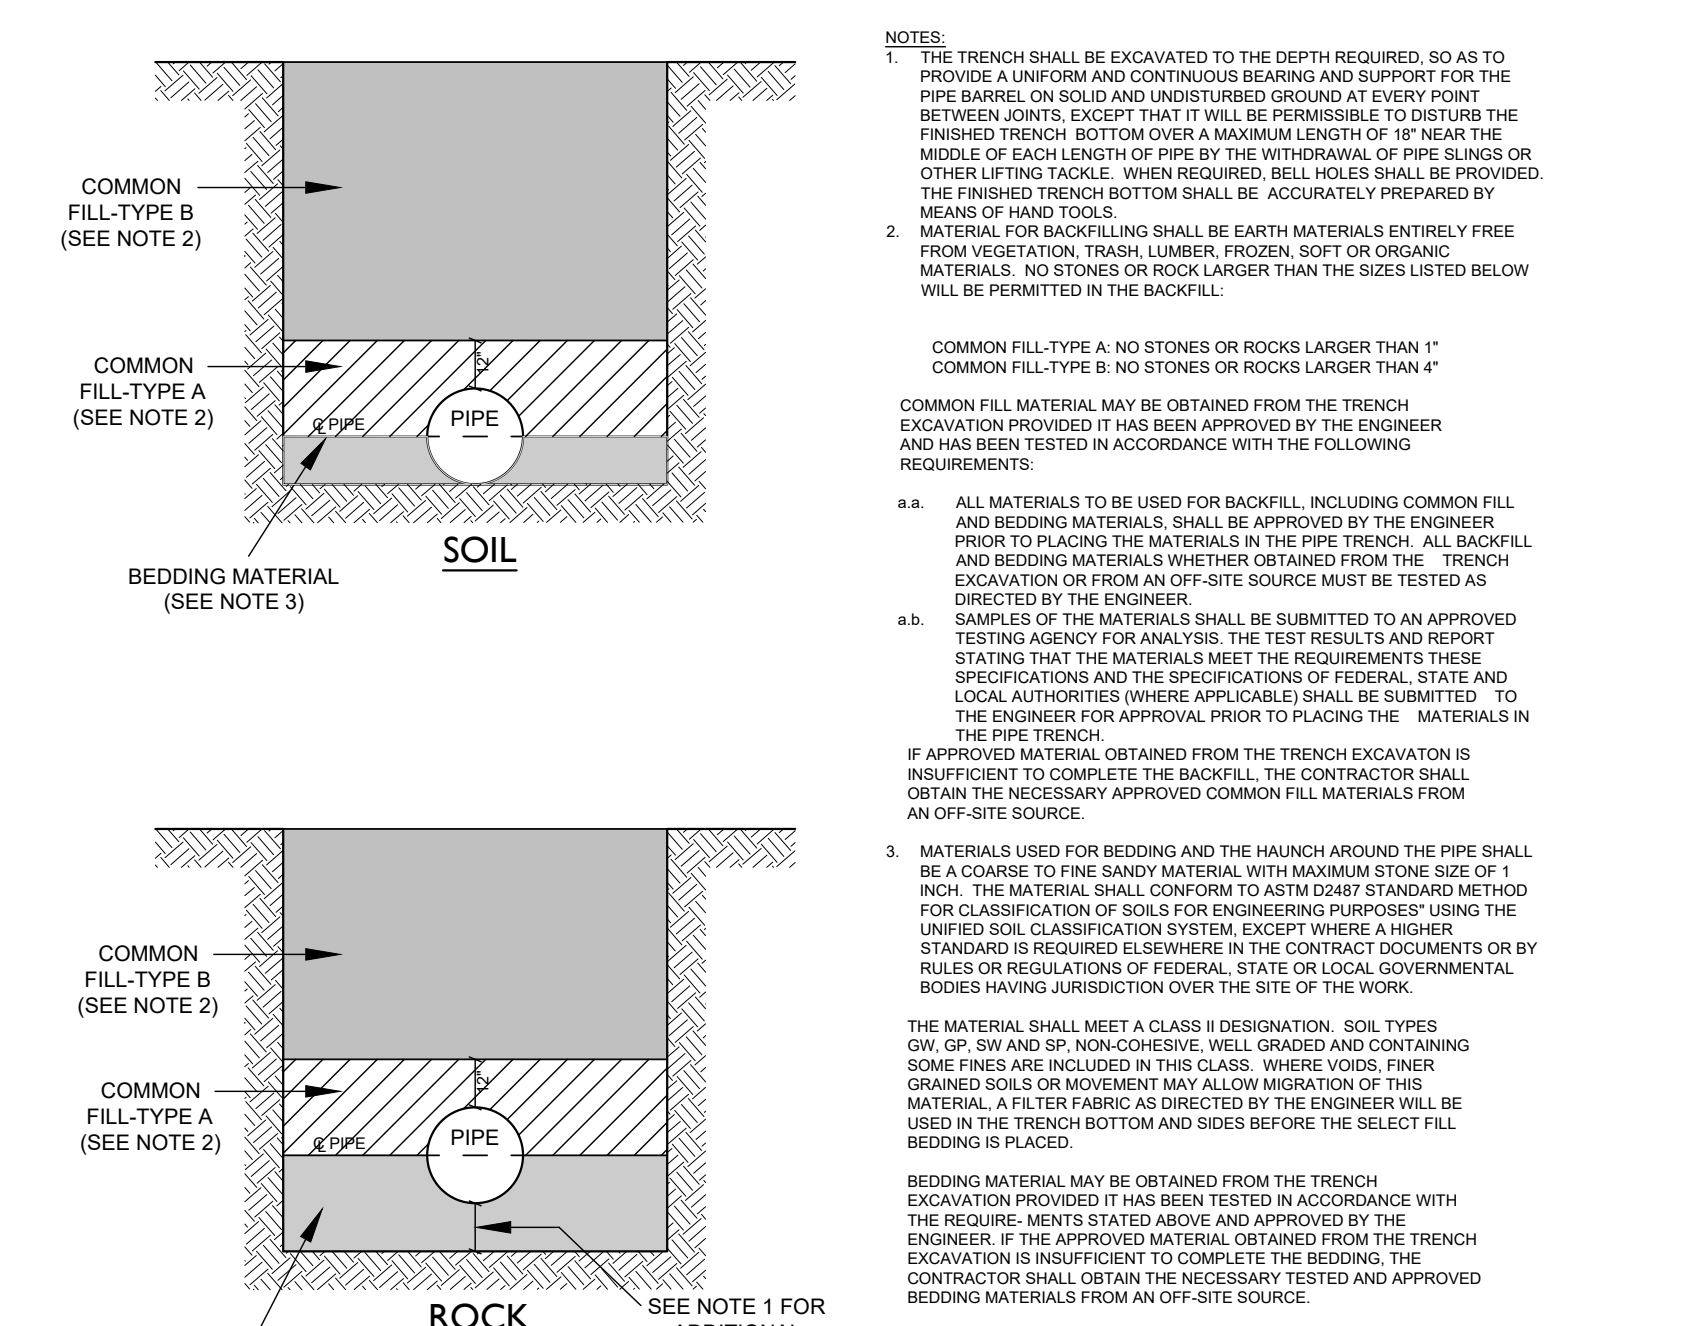 COMMON
FILL-TYPE B
(SEE NOTE 2)
COMMON
FILL-TYPE A
(SEE NOTE 2)
12"
PIPE
℄ PIPE
BEDDING MATERIAL
(SEE NOTE 3)
SOIL
COMMON
FILL-TYPE B
(SEE NOTE 2)
COMMON
FILL-TYPE A
(SEE NOTE 2)
12"
PIPE
℄ PIPE
ROCK
SEE NOTE 1 FOR
ADDITIONAL
NOTES:
1. THE TRENCH SHALL BE EXCAVATED TO THE DEPTH REQUIRED, SO AS TO
PROVIDE A UNIFORM AND CONTINUOUS BEARING AND SUPPORT FOR THE
PIPE BARREL ON SOLID AND UNDISTURBED GROUND AT EVERY POINT
BETWEEN JOINTS, EXCEPT THAT IT WILL BE PERMISSIBLE TO DISTURB THE
FINISHED TRENCH BOTTOM OVER A MAXIMUM LENGTH OF 18" NEAR THE
MIDDLE OF EACH LENGTH OF PIPE BY THE WITHDRAWAL OF PIPE SLINGS OR
OTHER LIFTING TACKLE. WHEN REQUIRED, BELL HOLES SHALL BE PROVIDED.
THE FINISHED TRENCH BOTTOM SHALL BE ACCURATELY PREPARED BY
MEANS OF HAND TOOLS.
2. MATERIAL FOR BACKFILLING SHALL BE EARTH MATERIALS ENTIRELY FREE
FROM VEGETATION, TRASH, LUMBER, FROZEN, SOFT OR ORGANIC
MATERIALS. NO STONES OR ROCK LARGER THAN THE SIZES LISTED BELOW
WILL BE PERMITTED IN THE BACKFILL:
COMMON FILL-TYPE A: NO STONES OR ROCKS LARGER THAN 1"
COMMON FILL-TYPE B: NO STONES OR ROCKS LARGER THAN 4"
COMMON FILL MATERIAL MAY BE OBTAINED FROM THE TRENCH
EXCAVATION PROVIDED IT HAS BEEN APPROVED BY THE ENGINEER
AND HAS BEEN TESTED IN ACCORDANCE WITH THE FOLLOWING
REQUIREMENTS:
a.a. ALL MATERIALS TO BE USED FOR BACKFILL, INCLUDING COMMON FILL
AND BEDDING MATERIALS, SHALL BE APPROVED BY THE ENGINEER
PRIOR TO PLACING THE MATERIALS IN THE PIPE TRENCH. ALL BACKFILL
AND BEDDING MATERIALS WHETHER OBTAINED FROM THE TRENCH
EXCAVATION OR FROM AN OFF-SITE SOURCE MUST BE TESTED AS
DIRECTED BY THE ENGINEER.
a.b. SAMPLES OF THE MATERIALS SHALL BE SUBMITTED TO AN APPROVED
TESTING AGENCY FOR ANALYSIS. THE TEST RESULTS AND REPORT
STATING THAT THE MATERIALS MEET THE REQUIREMENTS THESE
SPECIFICATIONS AND THE SPECIFICATIONS OF FEDERAL, STATE AND
LOCAL AUTHORITIES (WHERE APPLICABLE) SHALL BE SUBMITTED TO
THE ENGINEER FOR APPROVAL PRIOR TO PLACING THE MATERIALS IN
THE PIPE TRENCH.
IF APPROVED MATERIAL OBTAINED FROM THE TRENCH EXCAVATON IS
INSUFFICIENT TO COMPLETE THE BACKFILL, THE CONTRACTOR SHALL
OBTAIN THE NECESSARY APPROVED COMMON FILL MATERIALS FROM
AN OFF-SITE SOURCE.
3. MATERIALS USED FOR BEDDING AND THE HAUNCH AROUND THE PIPE SHALL
BE A COARSE TO FINE SANDY MATERIAL WITH MAXIMUM STONE SIZE OF 1
INCH. THE MATERIAL SHALL CONFORM TO ASTM D2487 STANDARD METHOD
FOR CLASSIFICATION OF SOILS FOR ENGINEERING PURPOSES" USING THE
UNIFIED SOIL CLASSIFICATION SYSTEM, EXCEPT WHERE A HIGHER
STANDARD IS REQUIRED ELSEWHERE IN THE CONTRACT DOCUMENTS OR BY
RULES OR REGULATIONS OF FEDERAL, STATE OR LOCAL GOVERNMENTAL
BODIES HAVING JURISDICTION OVER THE SITE OF THE WORK.
THE MATERIAL SHALL MEET A CLASS II DESIGNATION. SOIL TYPES
GW, GP, SW AND SP, NON-COHESIVE, WELL GRADED AND CONTAINING
SOME FINES ARE INCLUDED IN THIS CLASS. WHERE VOIDS, FINER
GRAINED SOILS OR MOVEMENT MAY ALLOW MIGRATION OF THIS
MATERIAL, A FILTER FABRIC AS DIRECTED BY THE ENGINEER WILL BE
USED IN THE TRENCH BOTTOM AND SIDES BEFORE THE SELECT FILL
BEDDING IS PLACED.
BEDDING MATERIAL MAY BE OBTAINED FROM THE TRENCH
EXCAVATION PROVIDED IT HAS BEEN TESTED IN ACCORDANCE WITH
THE REQUIRE- MENTS STATED ABOVE AND APPROVED BY THE
ENGINEER. IF THE APPROVED MATERIAL OBTAINED FROM THE TRENCH
EXCAVATION IS INSUFFICIENT TO COMPLETE THE BEDDING, THE
CONTRACTOR SHALL OBTAIN THE NECESSARY TESTED AND APPROVED
BEDDING MATERIALS FROM AN OFF-SITE SOURCE.